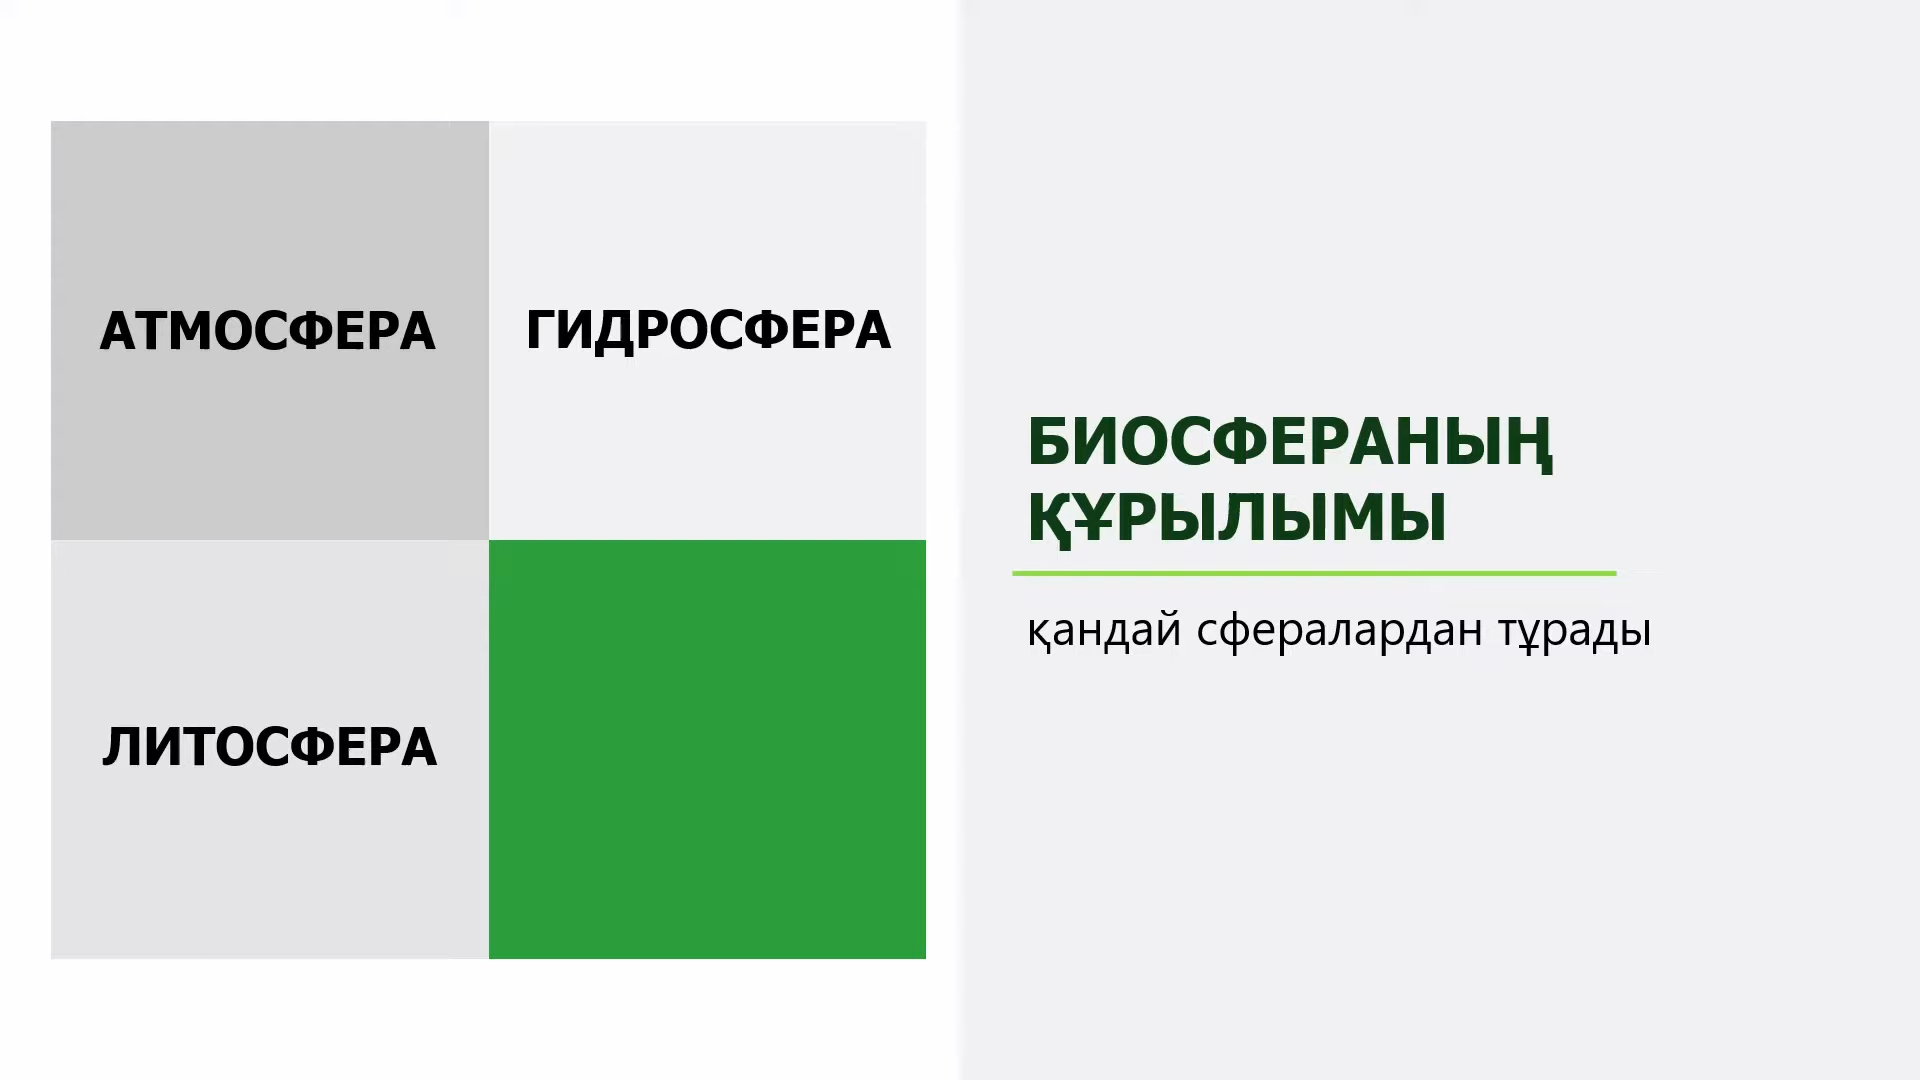 АТМОСФЕРА
ГИДРОСФЕРА
ЛИТОСФЕРА
БИОСФЕРАНЫҢ
ҚҰРЫЛЫМЫ
қандай сфералардан тұрады